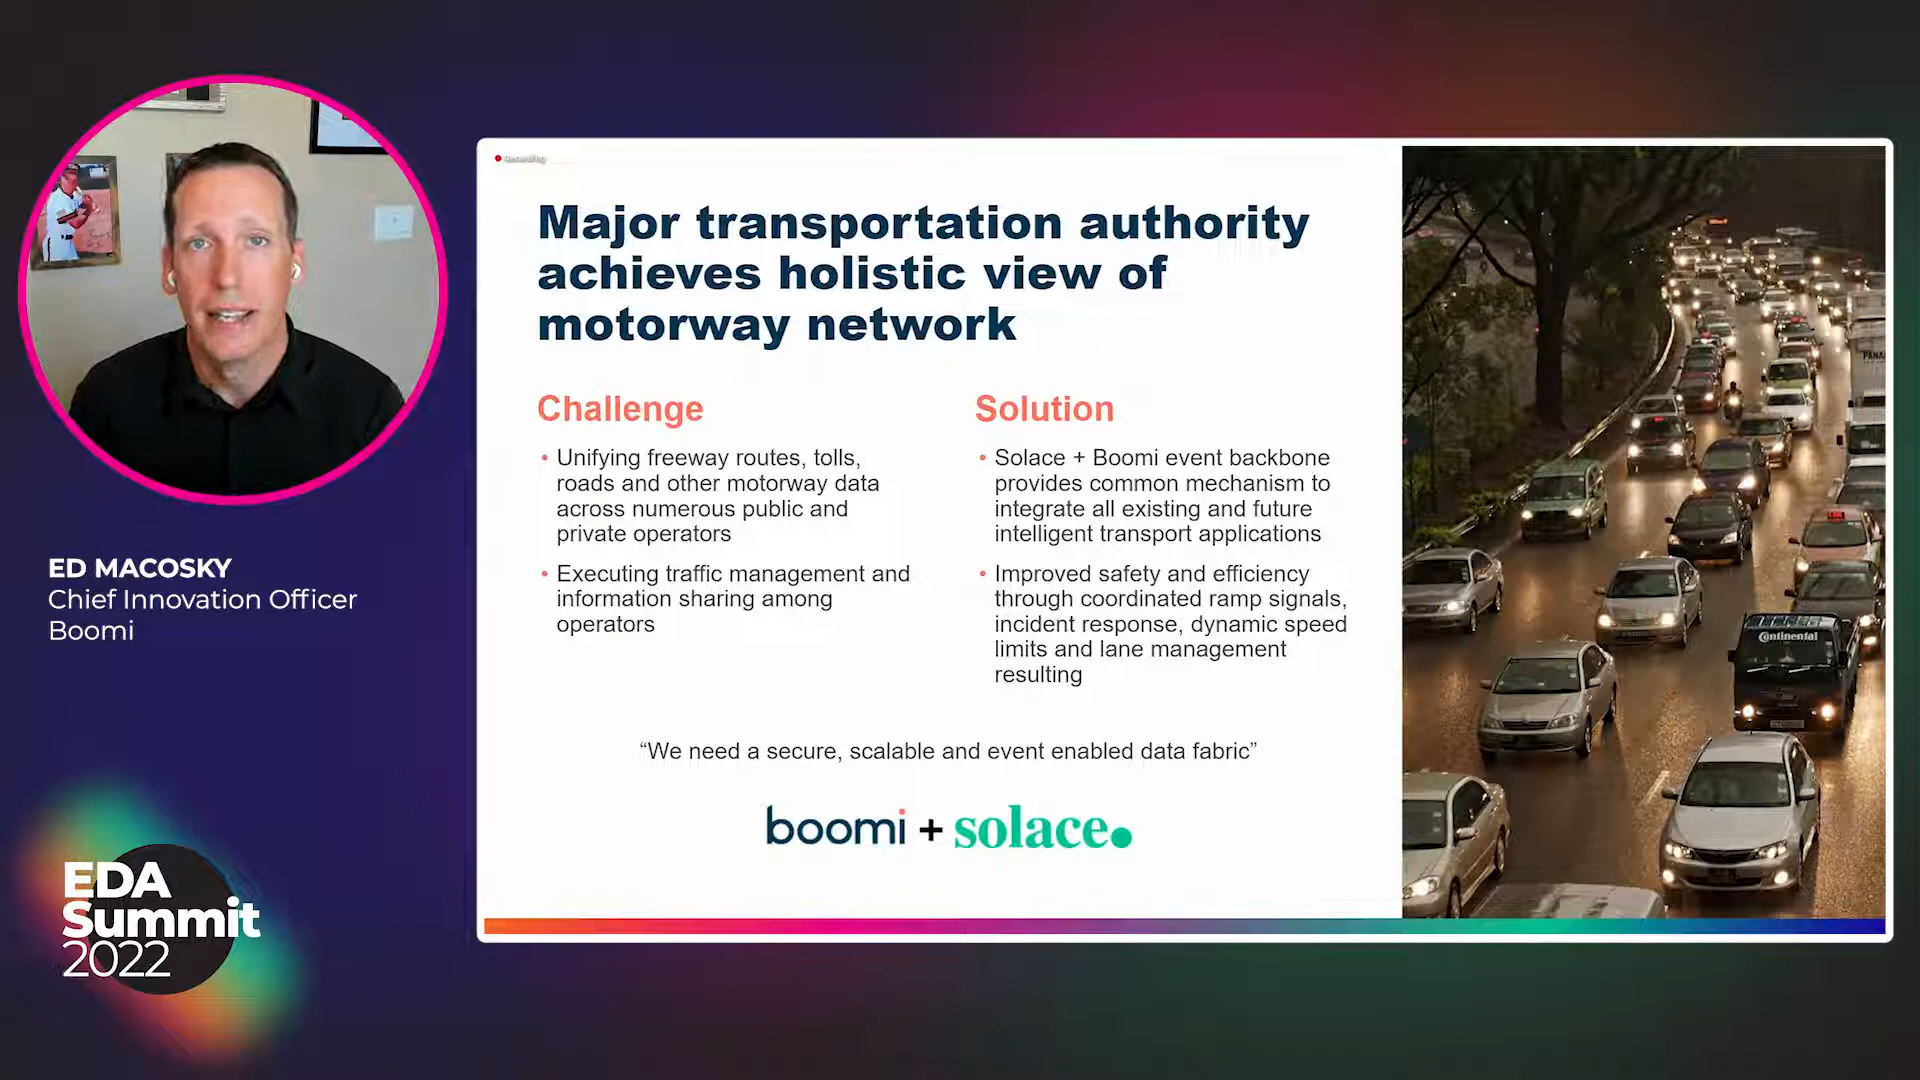 Recording
Major transportation authority
achieves holistic view of
motorway network
Challenge
• Unifying freeway routes, tolls,
roads and other motorway data
across numerous public and
private operators
• Executing traffic management and
information sharing among
operators
Solution
• Solace + Boomi event backbone
provides common mechanism to
integrate all existing and future
intelligent transport applications
• Improved safety and efficiency
through coordinated ramp signals,
incident response, dynamic speed
limits and lane management
resulting
“We need a secure, scalable and event enabled data fabric”
boomi + solace.
Continental
ED MACOSKY
Chief Innovation Officer
Boomi
EDA
Summit
2022